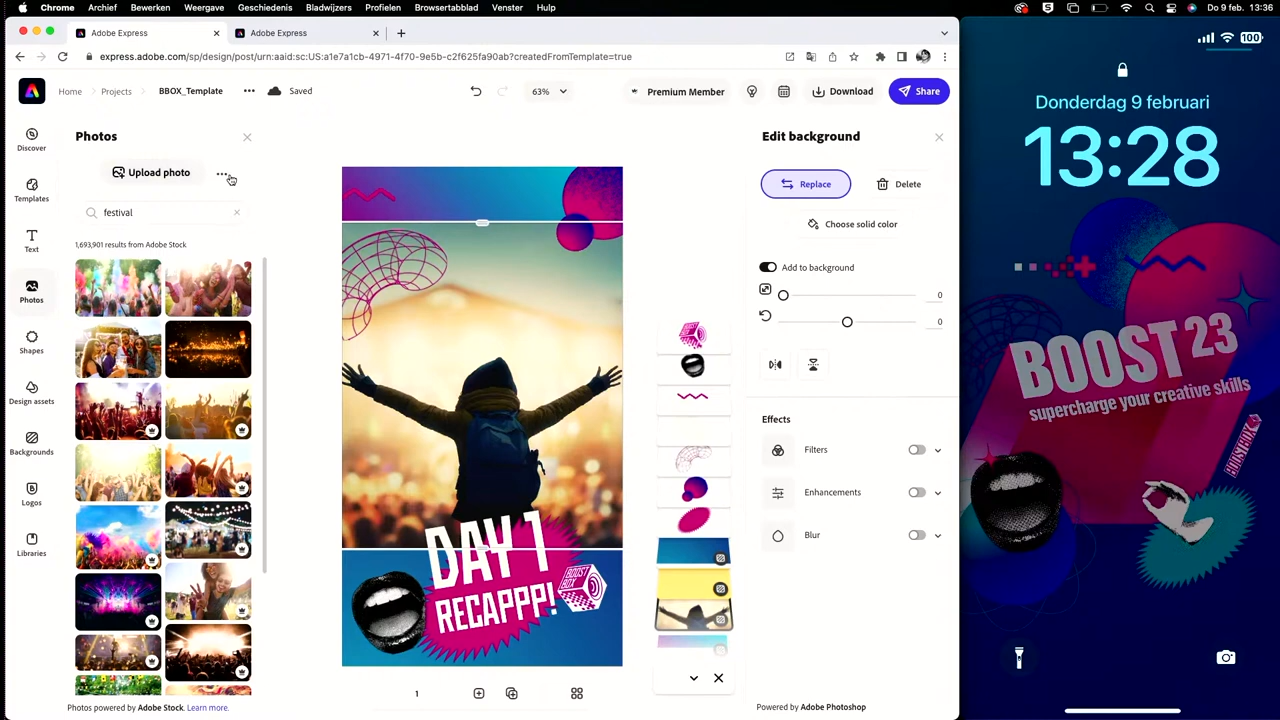 Chrome Archief Bewerken Weergave Geschiedenis Bladwijzers Profielen Browsertabblad Venster Help
Do 9 feb. 13:36
Adobe Express
Adobe Express
express.adobe.com/sp/design/post/urn:aaid:sc:US:a1e7a1cb-4971-4f70-9e5b-c2f625fa90ab?createdFromTemplate=true
Home
Projects
BBOX_Template
Saved
63%
Premium Member
Download
Share
Discover
Templates
Text
Photos
Shapes
Design assets
Backgrounds
Logos
Libraries
Photos
Upload photo
festival
1,693,901 results from Adobe Stock
Photos powered by Adobe Stock. Learn more.
DAY 1
RECAPPP!
BOOST
BOX
1
Edit background
Replace
Delete
Choose solid color
Add to background
0
0
Effects
Filters
Enhancements
Blur
Powered by Adobe Photoshop
100
Donderdag 9 februari
13:28
BOOST 23
supercharge your creative skills
BOOSTBOX